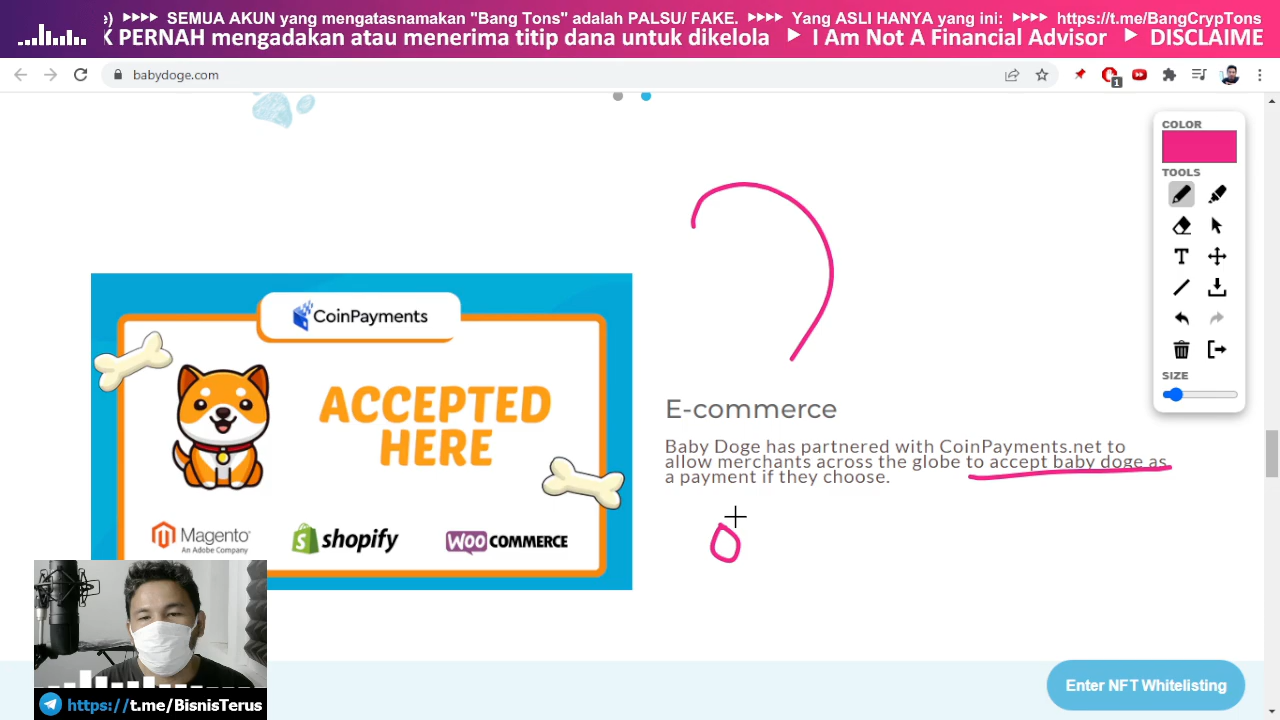 e) ▸▸▸▸ SEMUA AKUN yang mengatasnamakan "Bang Tons" adalah PALSU/ FAKE. ▸▸▸▸ Yang ASLI HANYA yang ini: ▸▸▸▸ https://t.me/BangCrypTons
K PERNAH mengadakan atau menerima titip dana untuk dikelola ▶ I Am Not A Financial Advisor ▶ DISCLAIME
babydoge.com
1
COLOR
TOOLS
T
SIZE
CoinPayments
ACCEPTED
HERE
Magento
An Adobe Company
shopify
WOO COMMERCE
E-commerce
Baby Doge has partnered with CoinPayments.net to
allow merchants across the globe to accept baby doge as
a payment if they choose.
Enter NFT Whitelisting
https://t.me/BisnisTerus